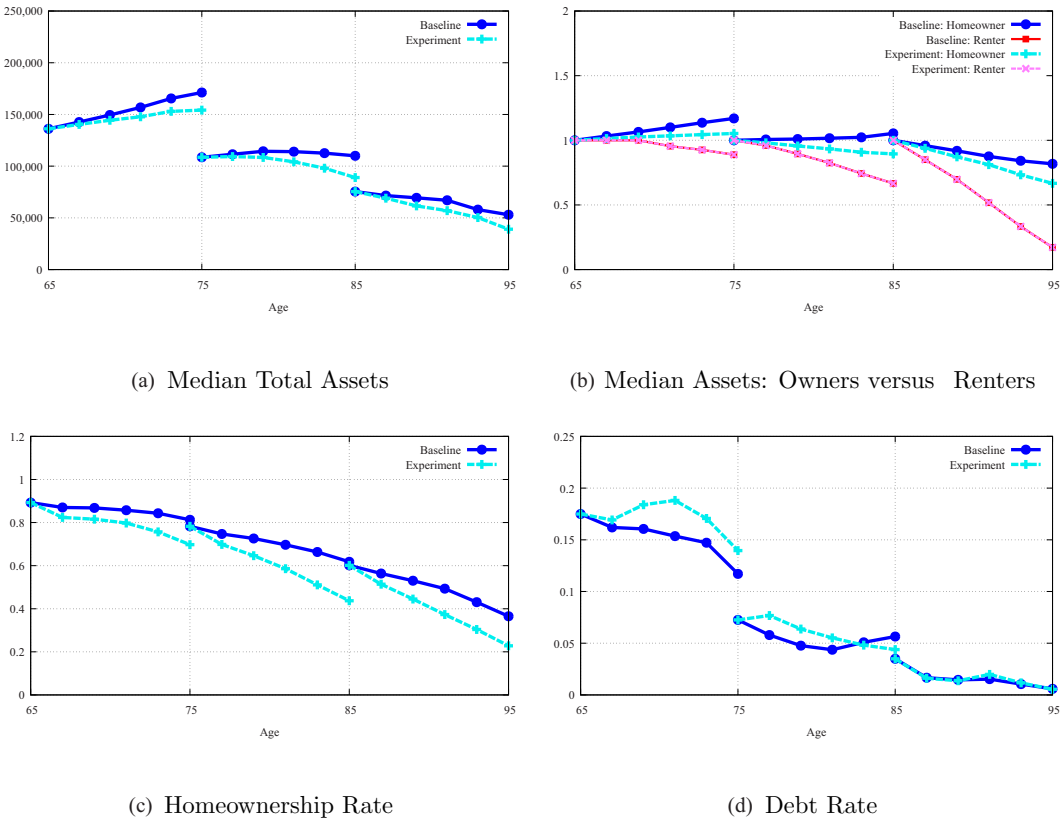 250,000
200,000
150,000
100,000
50,000
0
65 75 85 95
Age
Baseline
Experiment
(a) Median Total Assets
2
1.5
1
0.5
0
65 75 85 95
Age
Baseline: Homeowner
Baseline: Renter
Experiment: Homeowner
Experiment: Renter
(b) Median Assets: Owners versus Renters
1.2
1
0.8
0.6
0.4
0.2
0
65 75 85 95
Age
Baseline
Experiment
(c) Homeownership Rate
0.25
0.2
0.15
0.1
0.05
0
65 75 85 95
Age
Baseline
Experiment
(d) Debt Rate